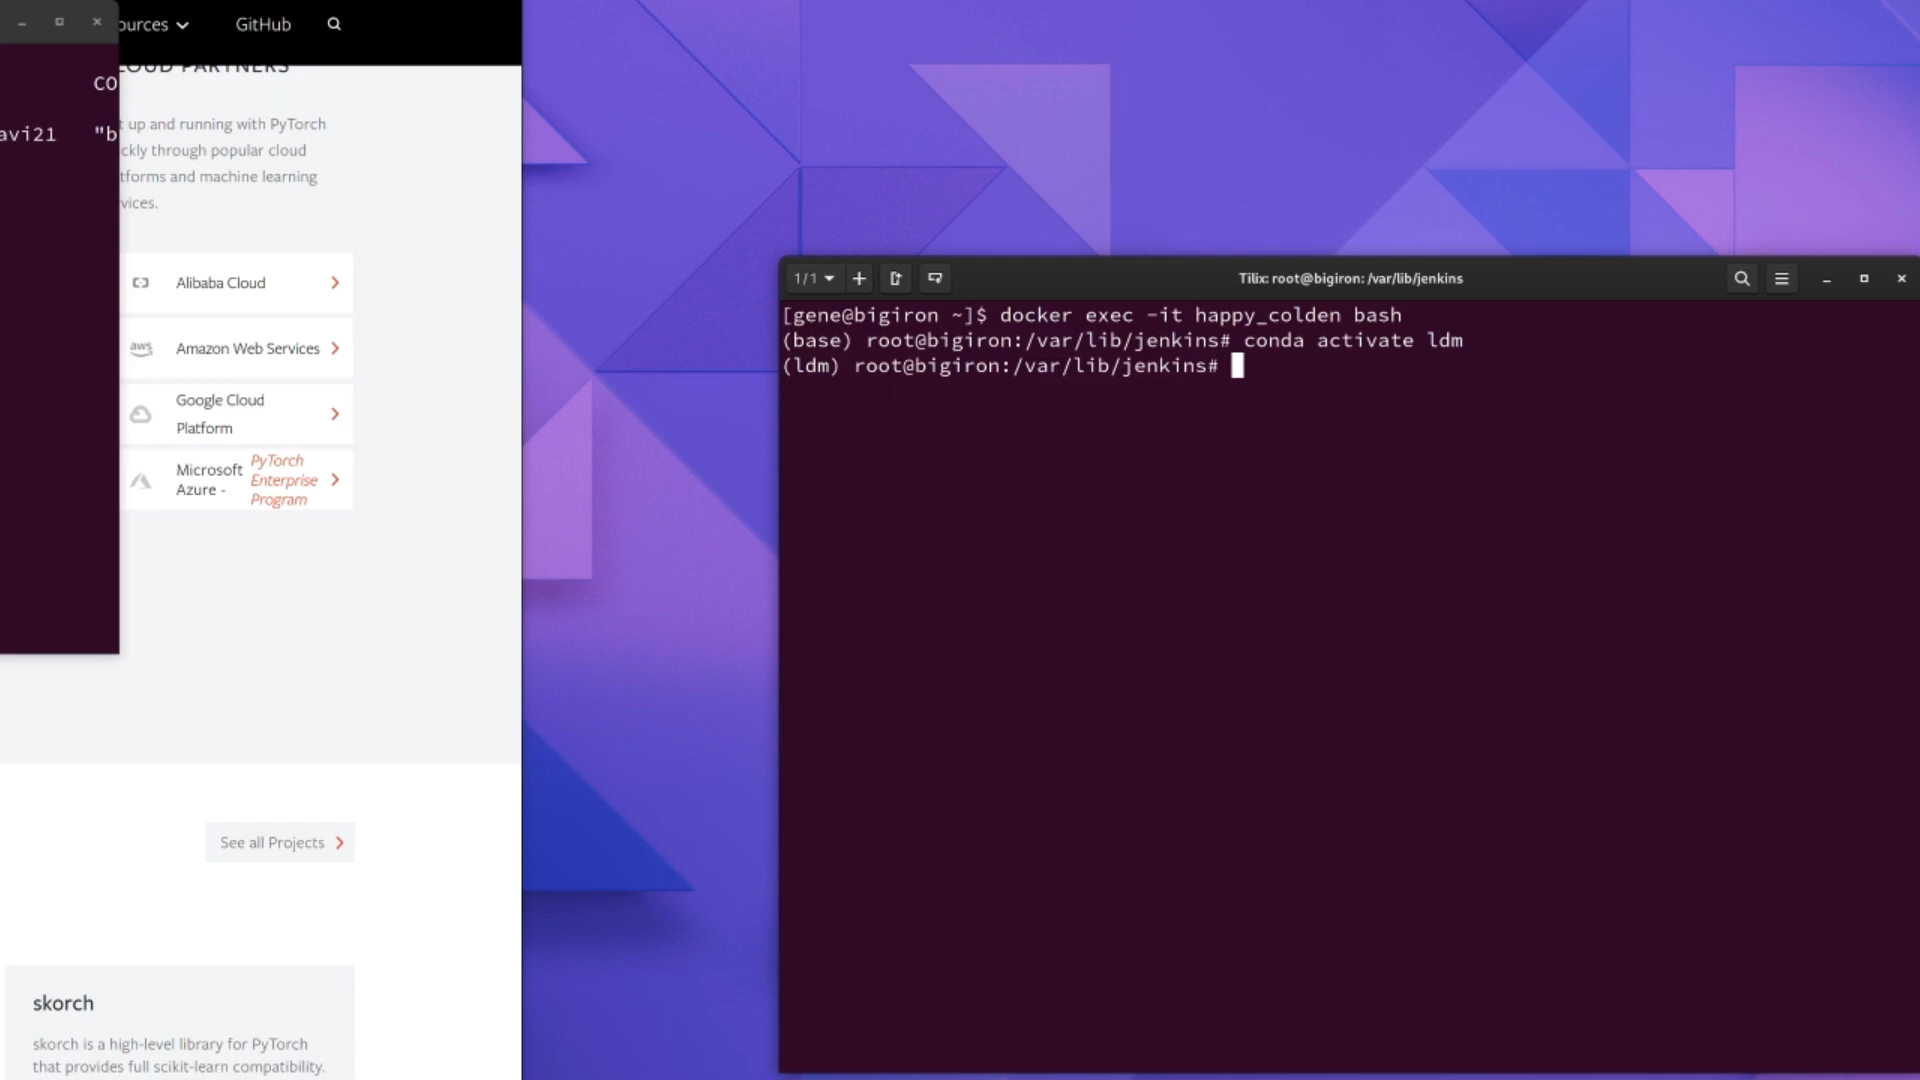 ources
GitHub
LOUD PARTNERS
CO
avi21 "b
t up and running with PyTorch
ckly through popular cloud
tforms and machine learning
vices.
Alibaba Cloud
aws
Amazon Web Services
Google Cloud
Platform
Microsoft
Azure -
PyTorch
Enterprise
Program
See all Projects
skorch
skorch is a high-level library for PyTorch
that provides full scikit-learn compatibility.
1/1
Tilix: root@bigiron: /var/lib/jenkins
[gene@bigiron ~]$ docker exec -it happy_colden bash
(base) root@bigiron:/var/lib/jenkins# conda activate ldm
(ldm) root@bigiron:/var/lib/jenkins#